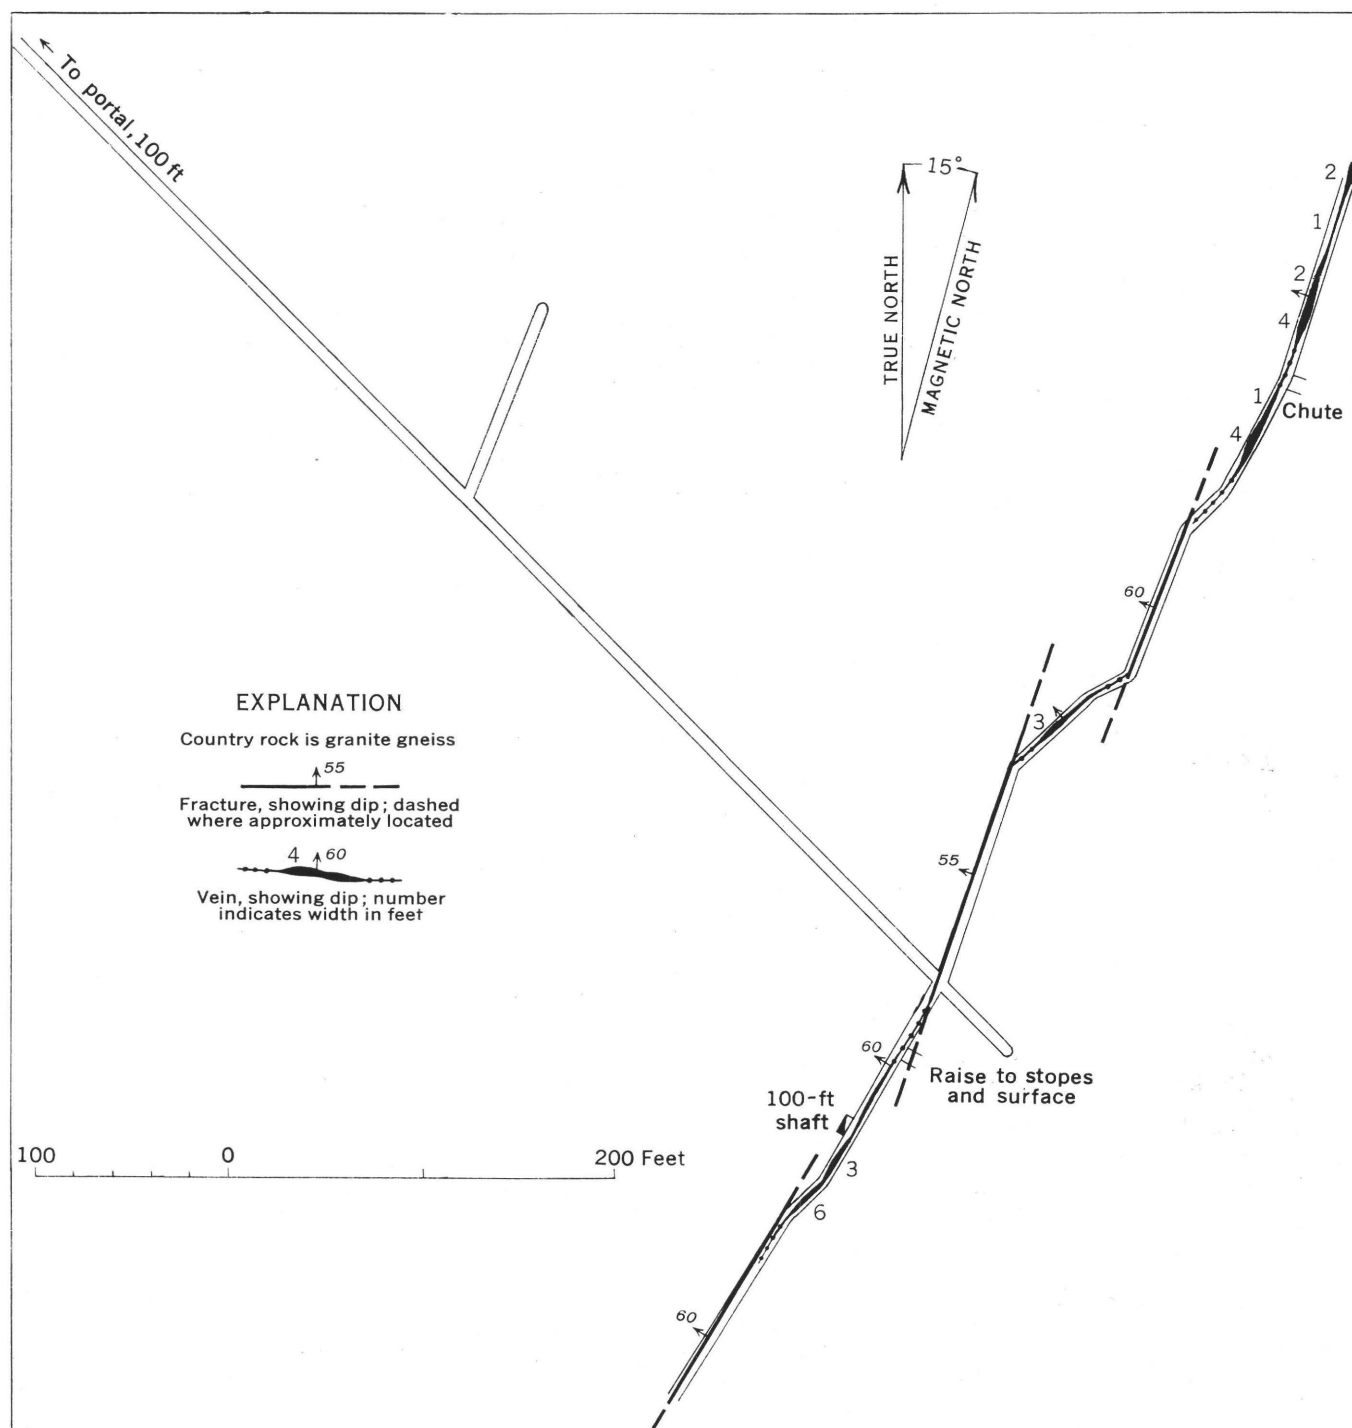 To portal, 100 ft
15°
TRUE NORTH
MAGNETIC NORTH
2
1
2
4
1
Chute
4
60
3
EXPLANATION
Country rock is granite gneiss
55
Fracture, showing dip; dashed
where approximately located
4 60
Vein, showing dip; number
indicates width in feet
55
60
Raise to stopes
and surface
100-ft
shaft
100 0 200 Feet
3
6
60